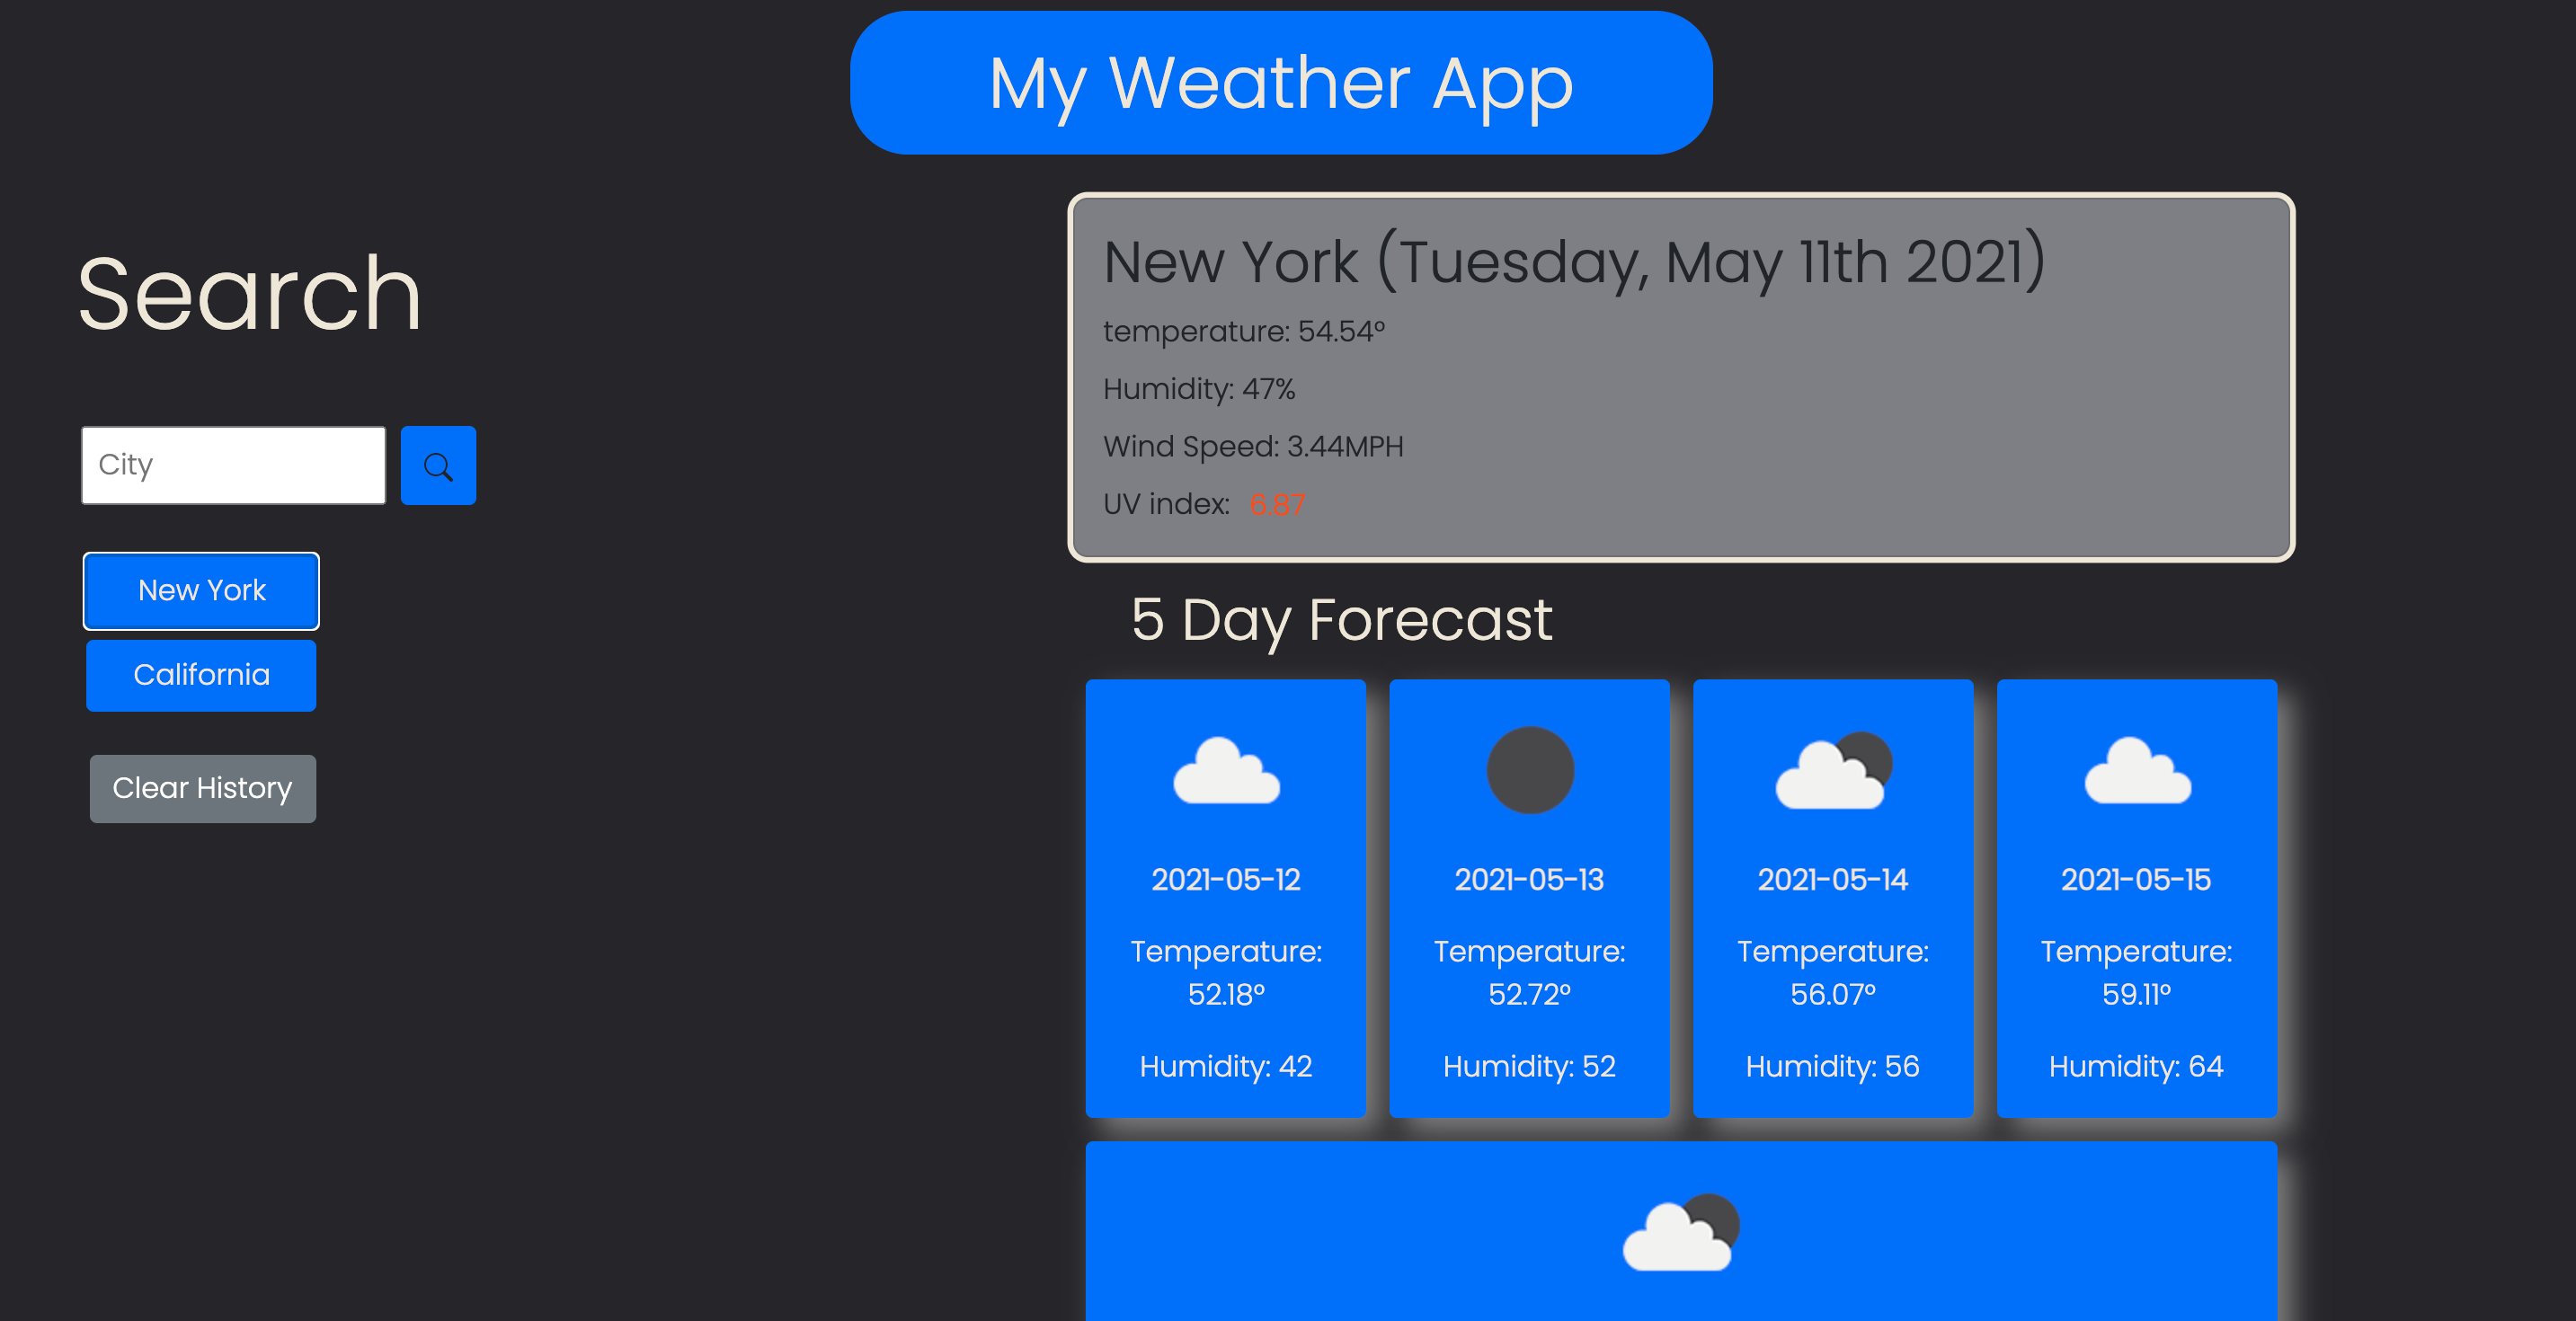 My Weather App
Search
City
New York
California
Clear History
New York (Tuesday, May 11th 2021)
temperature: 54.54°
Humidity: 47%
Wind Speed: 3.44MPH
UV index: 6.87
5 Day Forecast
2021-05-12
Temperature:
52.18°
Humidity: 42
2021-05-13
Temperature:
52.72°
Humidity: 52
2021-05-14
Temperature:
56.07°
Humidity: 56
2021-05-15
Temperature:
59.11°
Humidity: 64